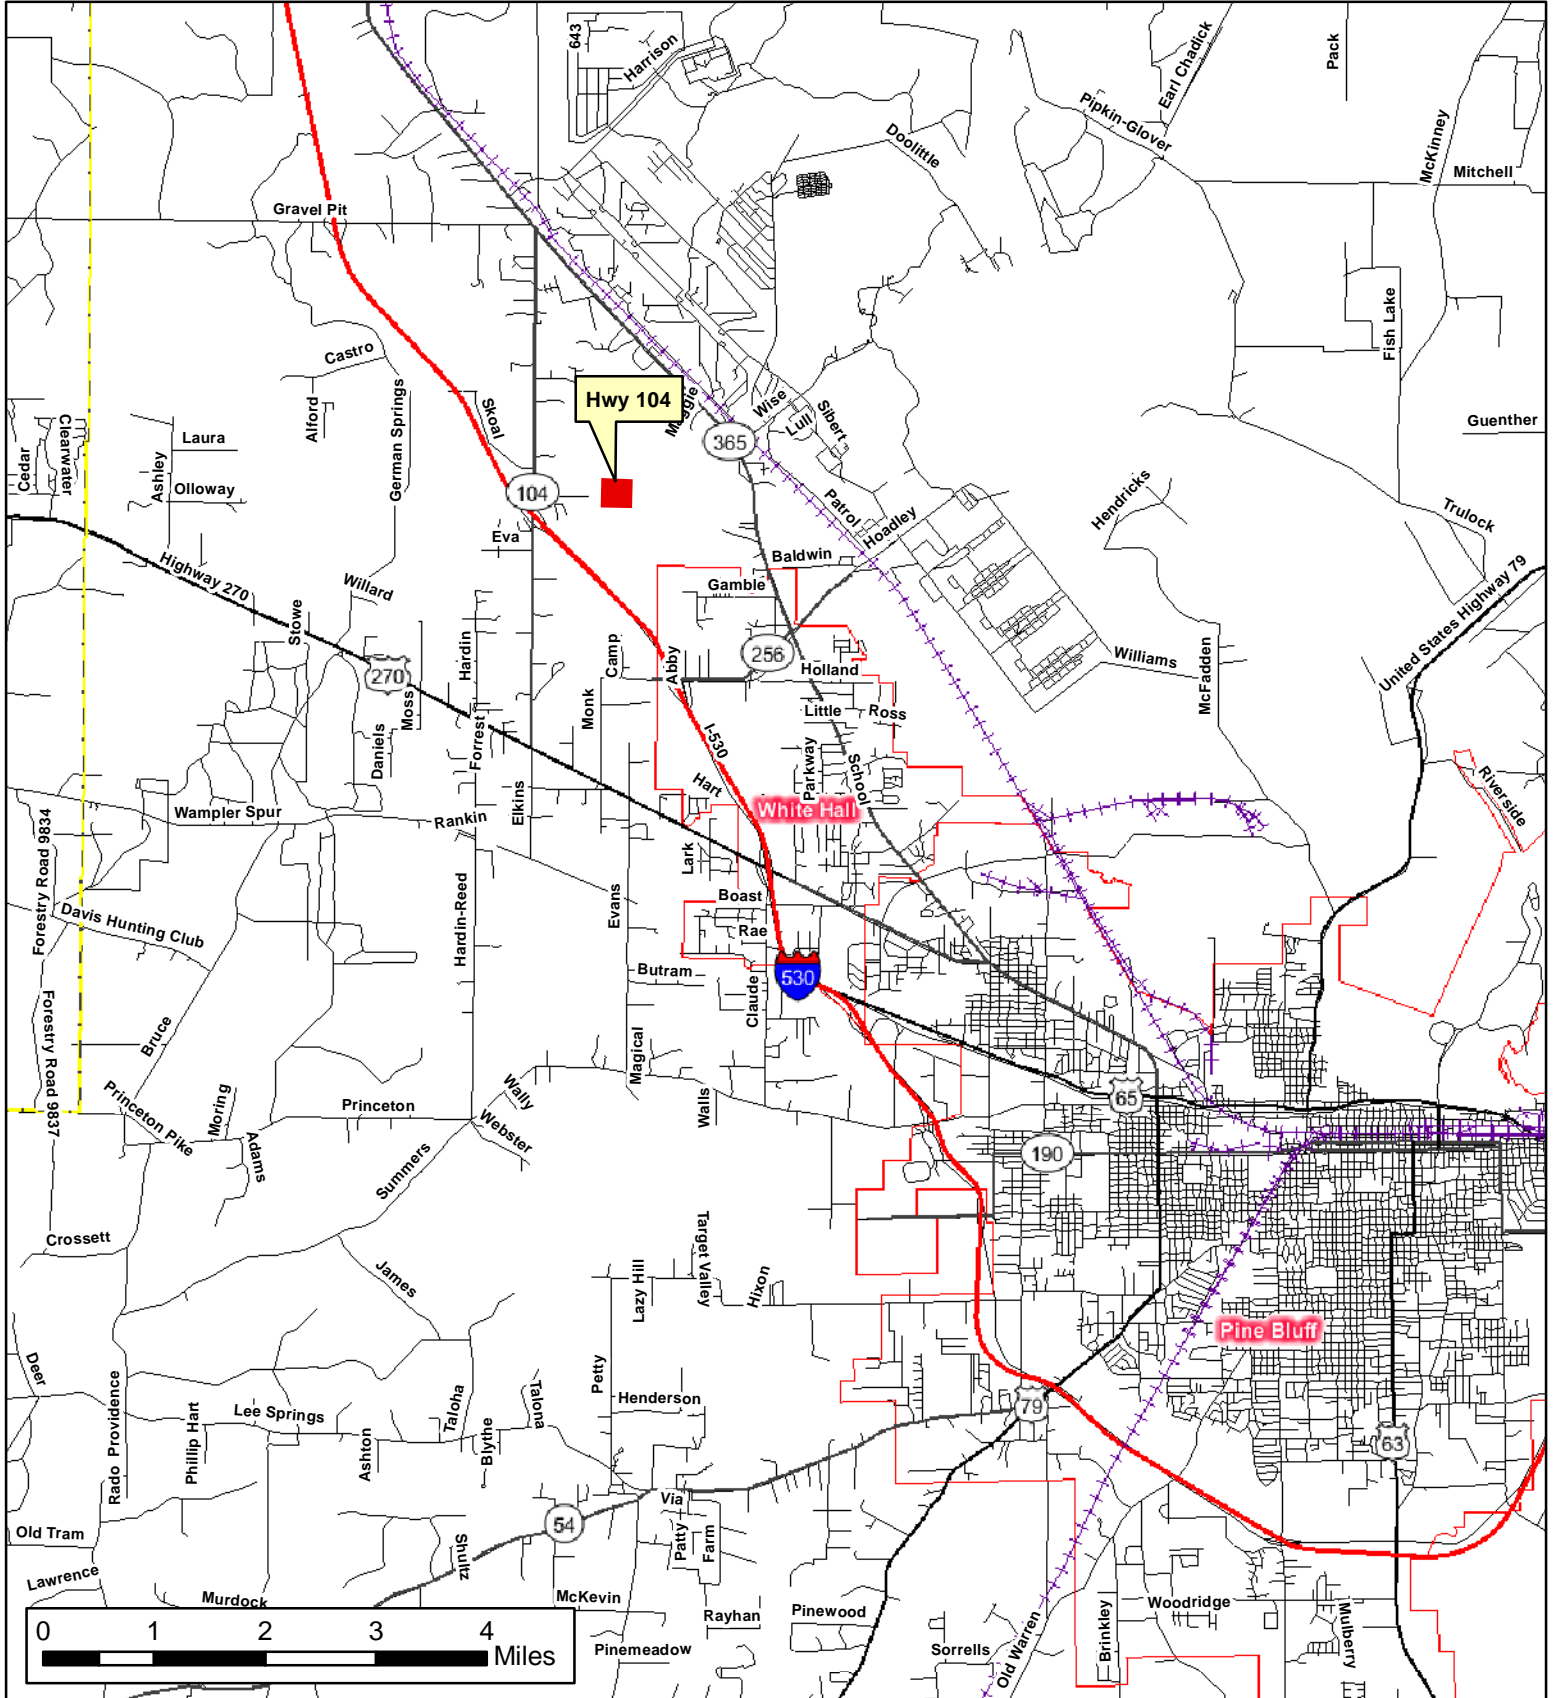 643
Harrison
Earl Chadick
Pack
Pipkin-Glover
Doolittle
McKinney
Mitchell
Gravel Pit
Fish Lake
Castro
German Springs
Alford
Skoal
Hwy 104
Maggie
Wise
Lull
Sibert
365
Guenther
Clearwater
Cedar
Laura
Ashley
Olloway
104
Patrol
Hoadley
Hendricks
Trulock
Eva
Baldwin
Highway 270
Willard
Gamble
United States Highway 79
Stowe
Hardin
Camp
Abby
256
Holland
Williams
McFadden
270
Moss
Monk
Little
Ross
Daniels
Forrest
I-530
Parkway
School
Hart
Riverside
White Hall
Wampler Spur
Elkins
Rankin
Forestry Road 9834
Lark
Evans
Boast
Davis Hunting Club
Hardin-Reed
Rae
Butram
530
Claude
Forestry Road 9837
Bruce
Magical
Wally
Walls
65
Princeton Pike
Moring
Princeton
Webster
Adams
Summers
190
Crossett
Target Valley
James
Lazy Hill
Hixon
Pine Bluff
Deer
Petty
Henderson
Rado Providence
Phillip Hart
Lee Springs
Taloha
Talona
Ashton
Blythe
79
63
Via
54
Old Tram
Patty
Farm
Shultz
Lawrence
Murdock
McKevin
Rayhan
Pinewood
Woodridge
Brinkley
Mulberry
Old Warren
Sorrells
Pinemeadow
0 1 2 3 4
Miles